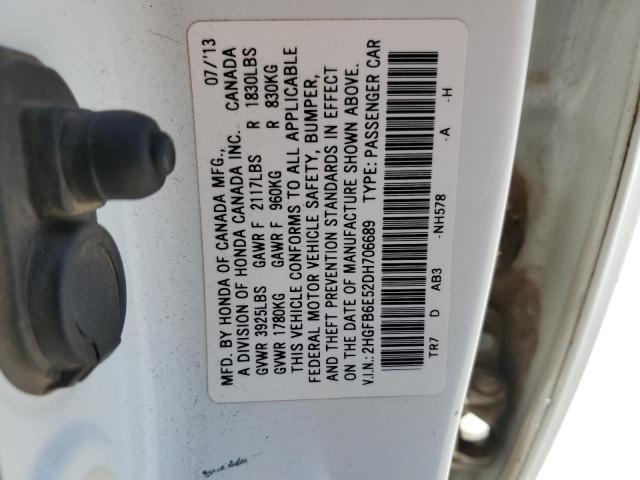 MFD. BY HONDA OF CANADA MFG., 07/'13
A DIVISION OF HONDA CANADA INC. CANADA
GVWR 3925LBS GAWR F 2117LBS R 1830LBS
GVWR 1780KG GAWR F 960KG R 830KG
THIS VEHICLE CONFORMS TO ALL APPLICABLE
FEDERAL MOTOR VEHICLE SAFETY, BUMPER,
AND THEFT PREVENTION STANDARDS IN EFFECT
ON THE DATE OF MANUFACTURE SHOWN ABOVE.
V.I.N.: 2HGFB6E52DH706689 TYPE: PASSENGER CAR
TR7 D AB3 -NH578 -A -H